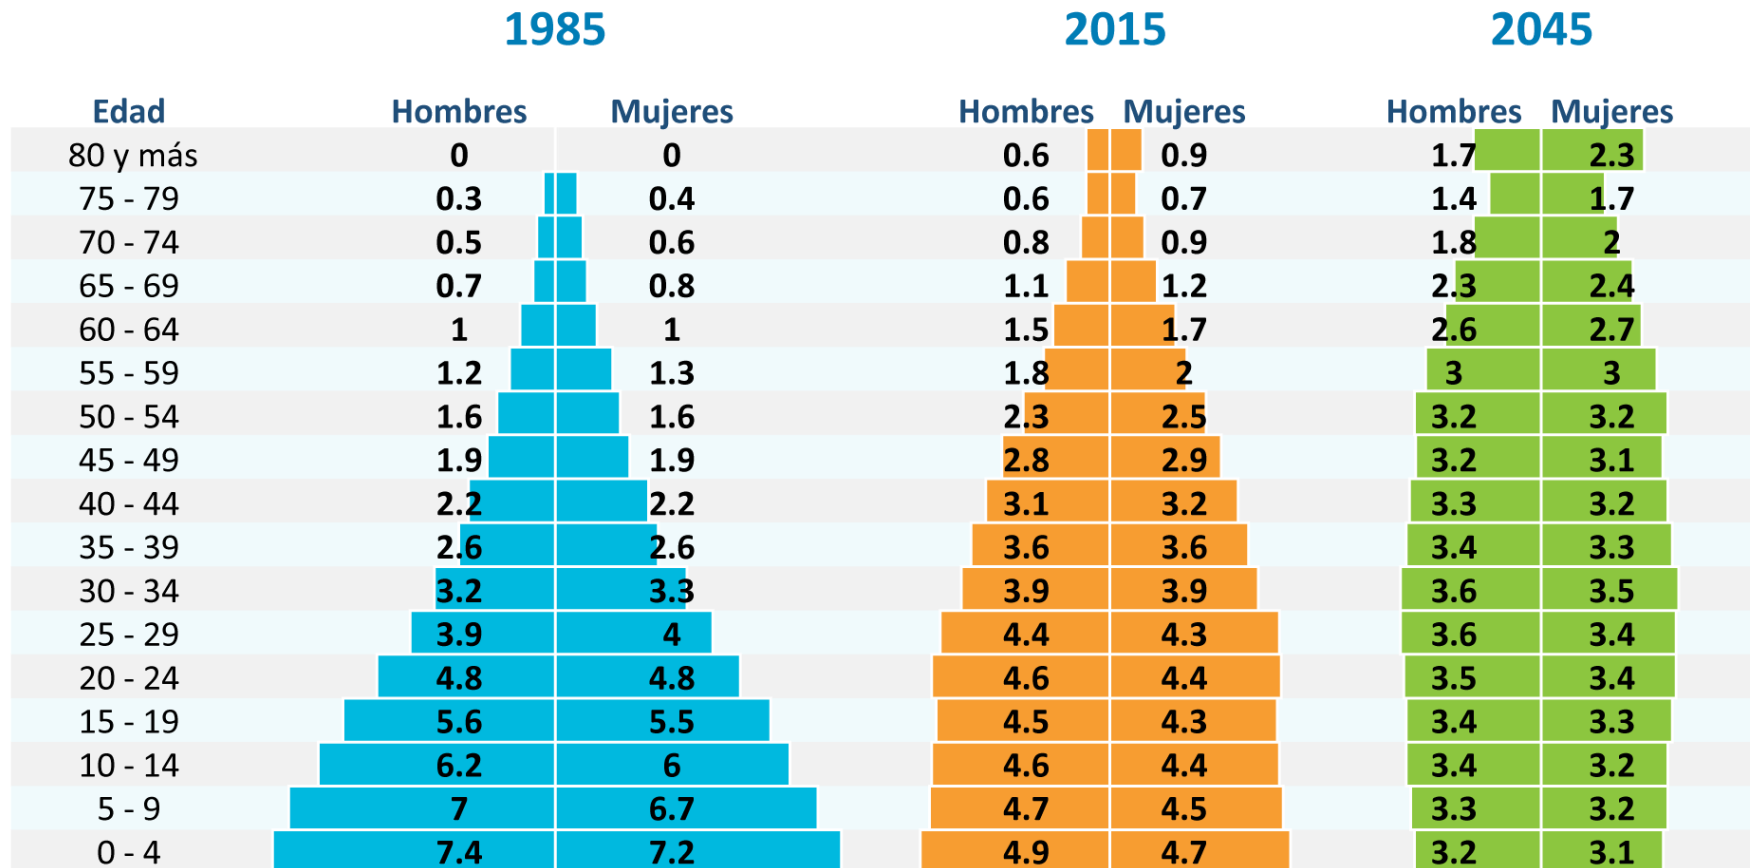 1985 2015 2045
Edad Hombres Mujeres Hombres Mujeres Hombres Mujeres
80 y más 0 0 0.6 0.9 1.7 2.3
75 - 79 0.3 0.4 0.6 0.7 1.4 1.7
70 - 74 0.5 0.6 0.8 0.9 1.8 2
65 - 69 0.7 0.8 1.1 1.2 2.3 2.4
60 - 64 1 1 1.5 1.7 2.6 2.7
55 - 59 1.2 1.3 1.8 2 3 3
50 - 54 1.6 1.6 2.3 2.5 3.2 3.2
45 - 49 1.9 1.9 2.8 2.9 3.2 3.1
40 - 44 2.2 2.2 3.1 3.2 3.3 3.2
35 - 39 2.6 2.6 3.6 3.6 3.4 3.3
30 - 34 3.2 3.3 3.9 3.9 3.6 3.5
25 - 29 3.9 4 4.4 4.3 3.6 3.4
20 - 24 4.8 4.8 4.6 4.4 3.5 3.4
15 - 19 5.6 5.5 4.5 4.3 3.4 3.3
10 - 14 6.2 6 4.6 4.4 3.4 3.2
5 - 9 7 6.7 4.7 4.5 3.3 3.2
0 - 4 7.4 7.2 4.9 4.7 3.2 3.1